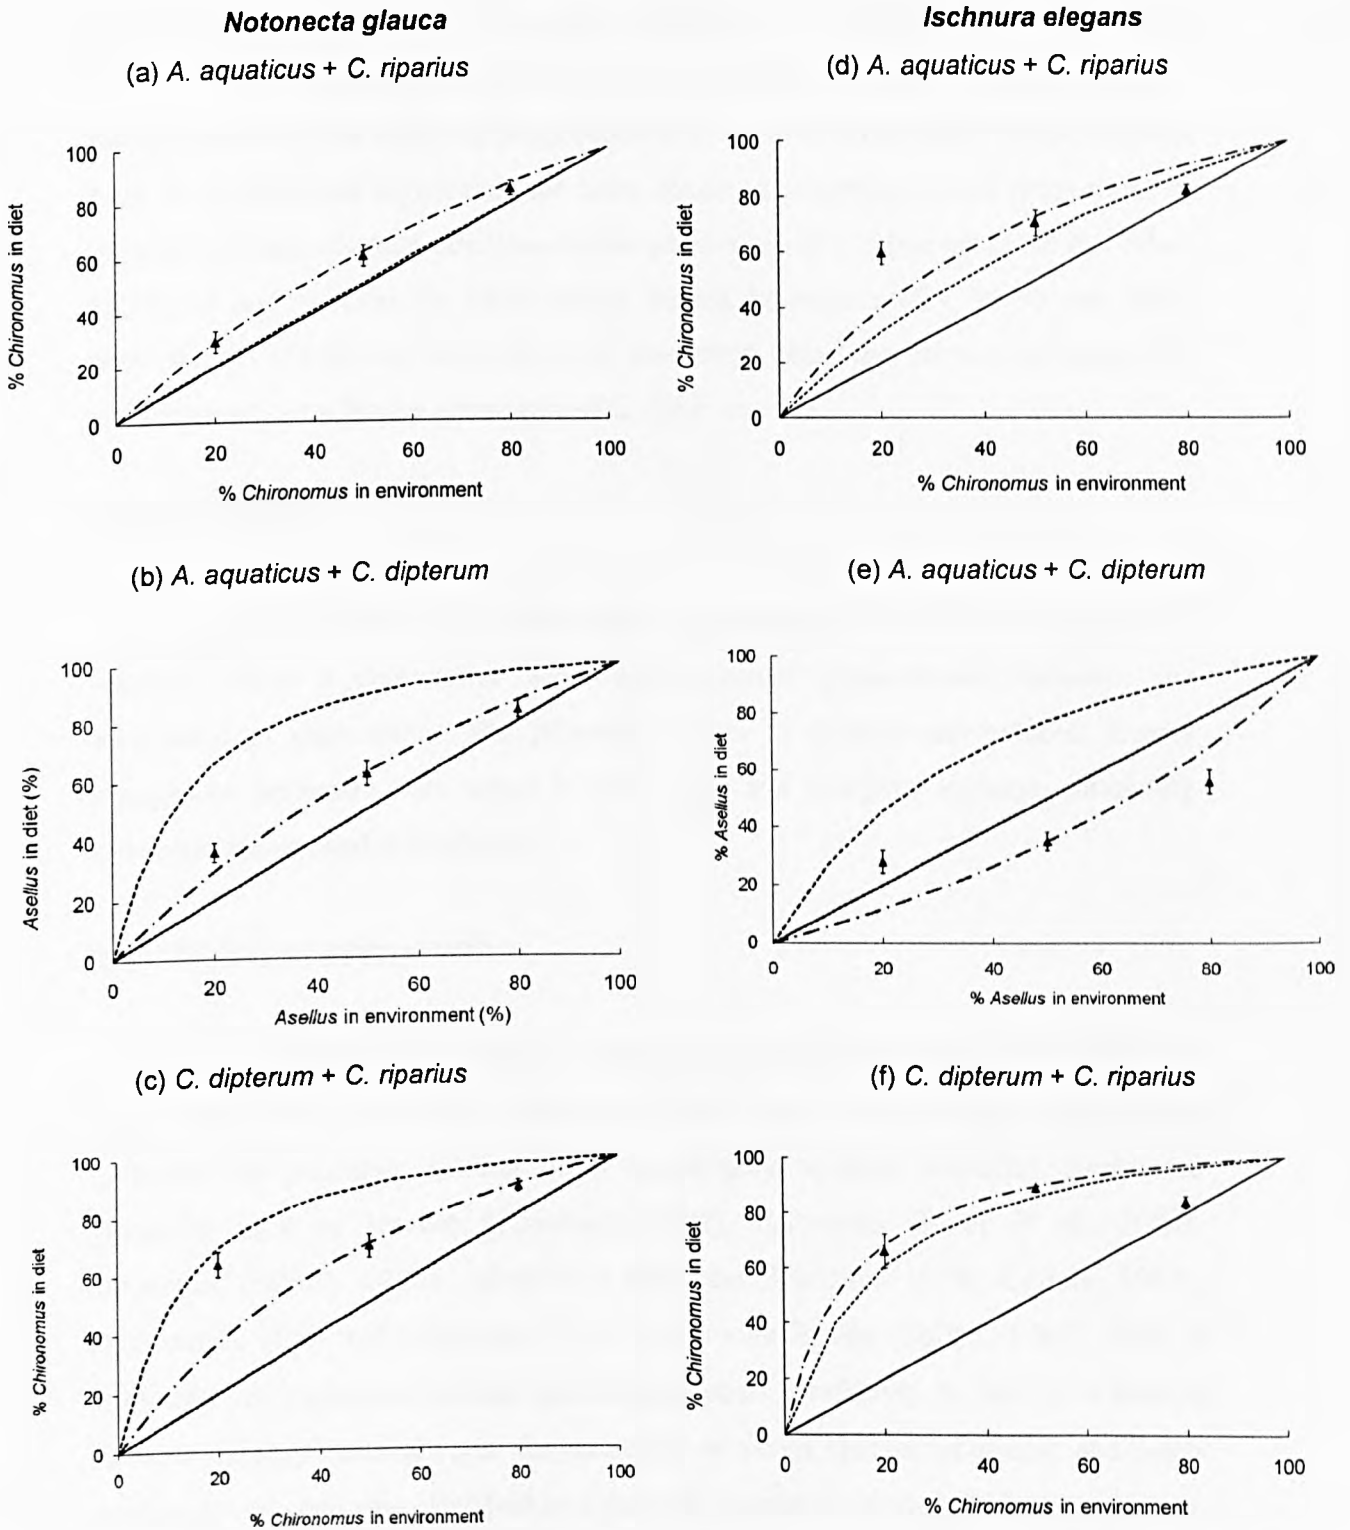 Notonecta glauca
Ischnura elegans
(a) A. aquaticus + C. riparius
% Chironomus in diet
100
80
60
40
20
0
0 20 40 60 80 100
% Chironomus in environment
(d) A. aquaticus + C. riparius
% Chironomus in diet
100
80
60
40
20
0
0 20 40 60 80 100
% Chironomus in environment
(b) A. aquaticus + C. dipterum
Asellus in diet (%)
100
80
60
40
20
0
0 20 40 60 80 100
Asellus in environment (%)
(e) A. aquaticus + C. dipterum
% Asellus in diet
100
80
60
40
20
0
0 20 40 60 80 100
% Asellus in environment
(c) C. dipterum + C. riparius
% Chironomus in diet
100
80
60
40
20
0
0 20 40 60 80 100
% Chironomus in environment
(f) C. dipterum + C. riparius
% Chironomus in diet
100
80
60
40
20
0
0 20 40 60 80 100
% Chironomus in environment